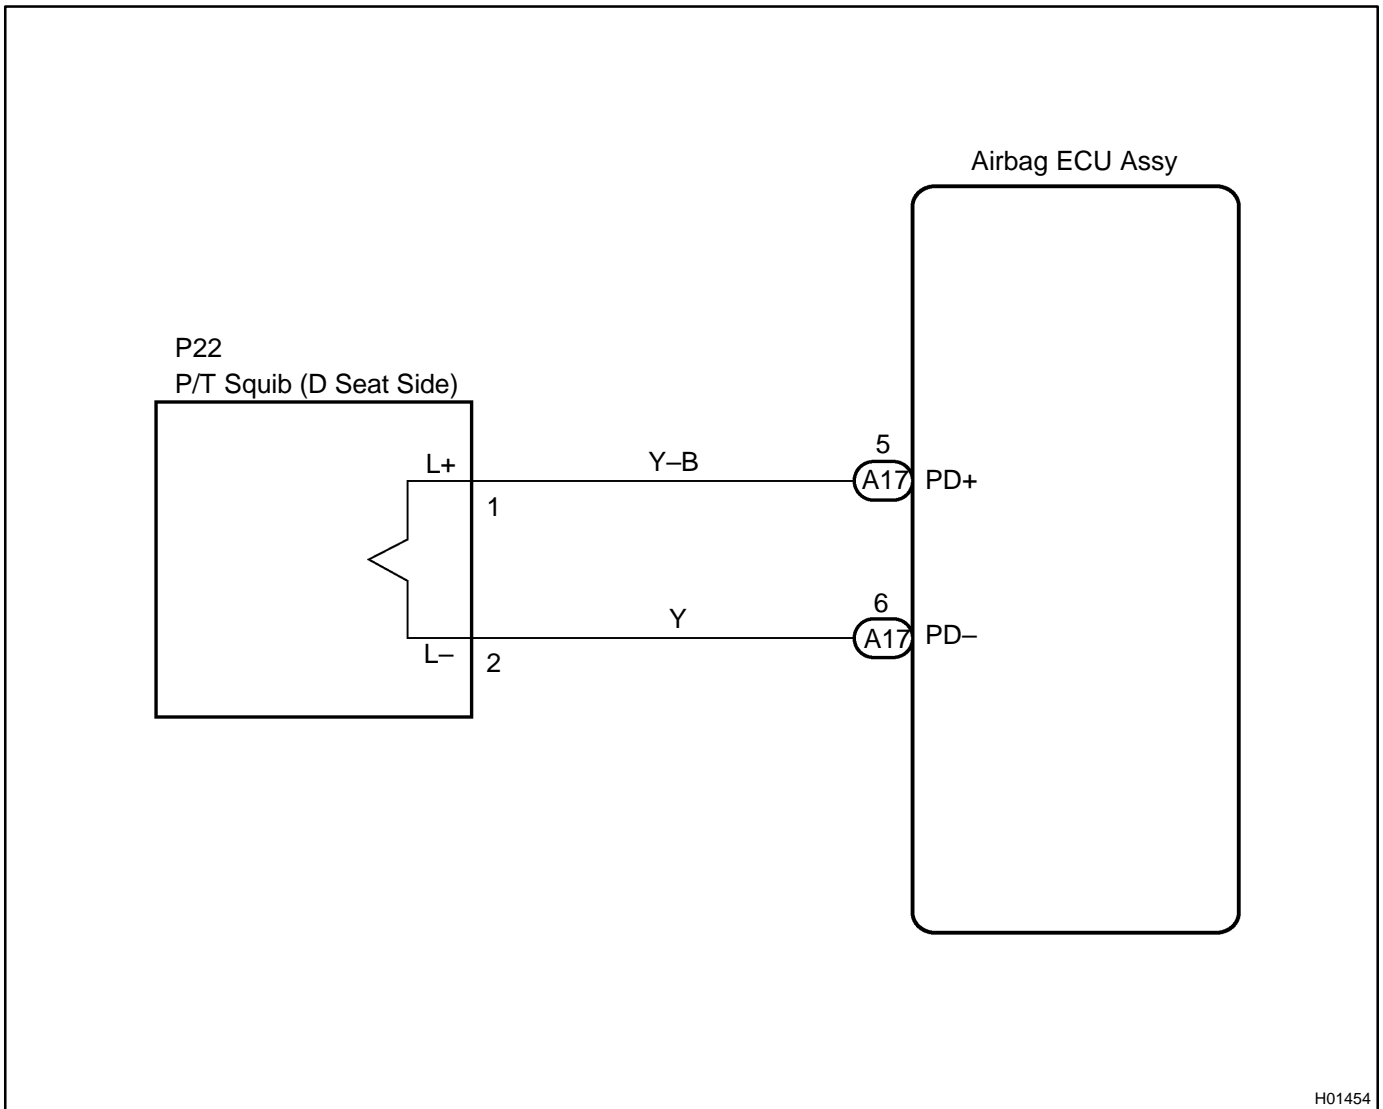 Airbag ECU Assy
P22
P/T Squib (D Seat Side)
L+
Y–B
5
A17
PD+
1
L–
Y
6
A17
PD–
2
H01454